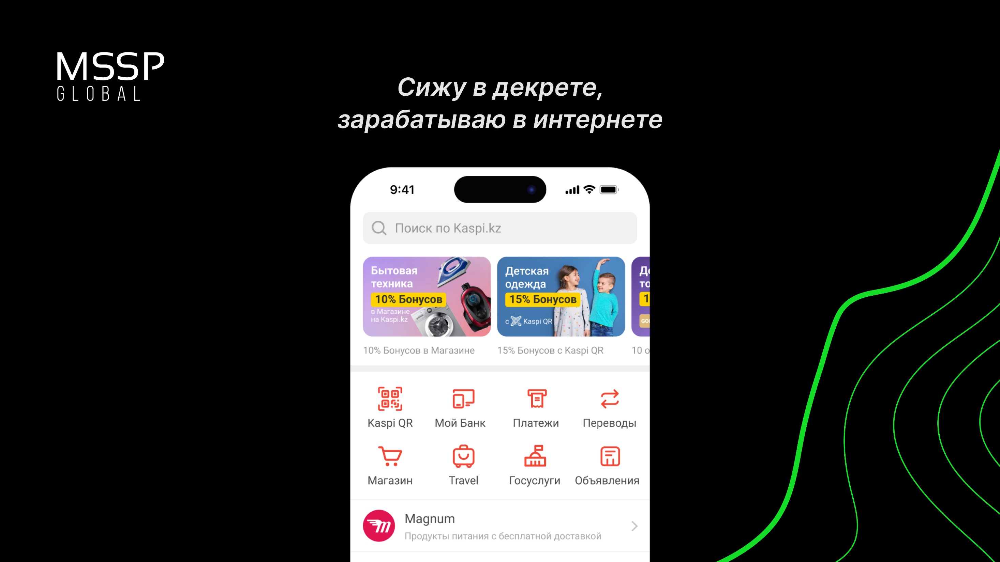 MSSP
GLOBAL
Сижу в декрете,
зарабатываю в интернете
9:41
Поиск по Kaspi.kz
Бытовая
техника
10% Бонусов
в Магазине
на Kaspi.kz
Детская
одежда
15% Бонусов
с Kaspi QR
10% Бонусов в Магазине
15% Бонусов с Kaspi QR
10
Kaspi QR
Мой Банк
Платежи
Переводы
Магазин
Travel
Госуслуги
Объявления
Magnum
Продукты питания с бесплатной доставкой